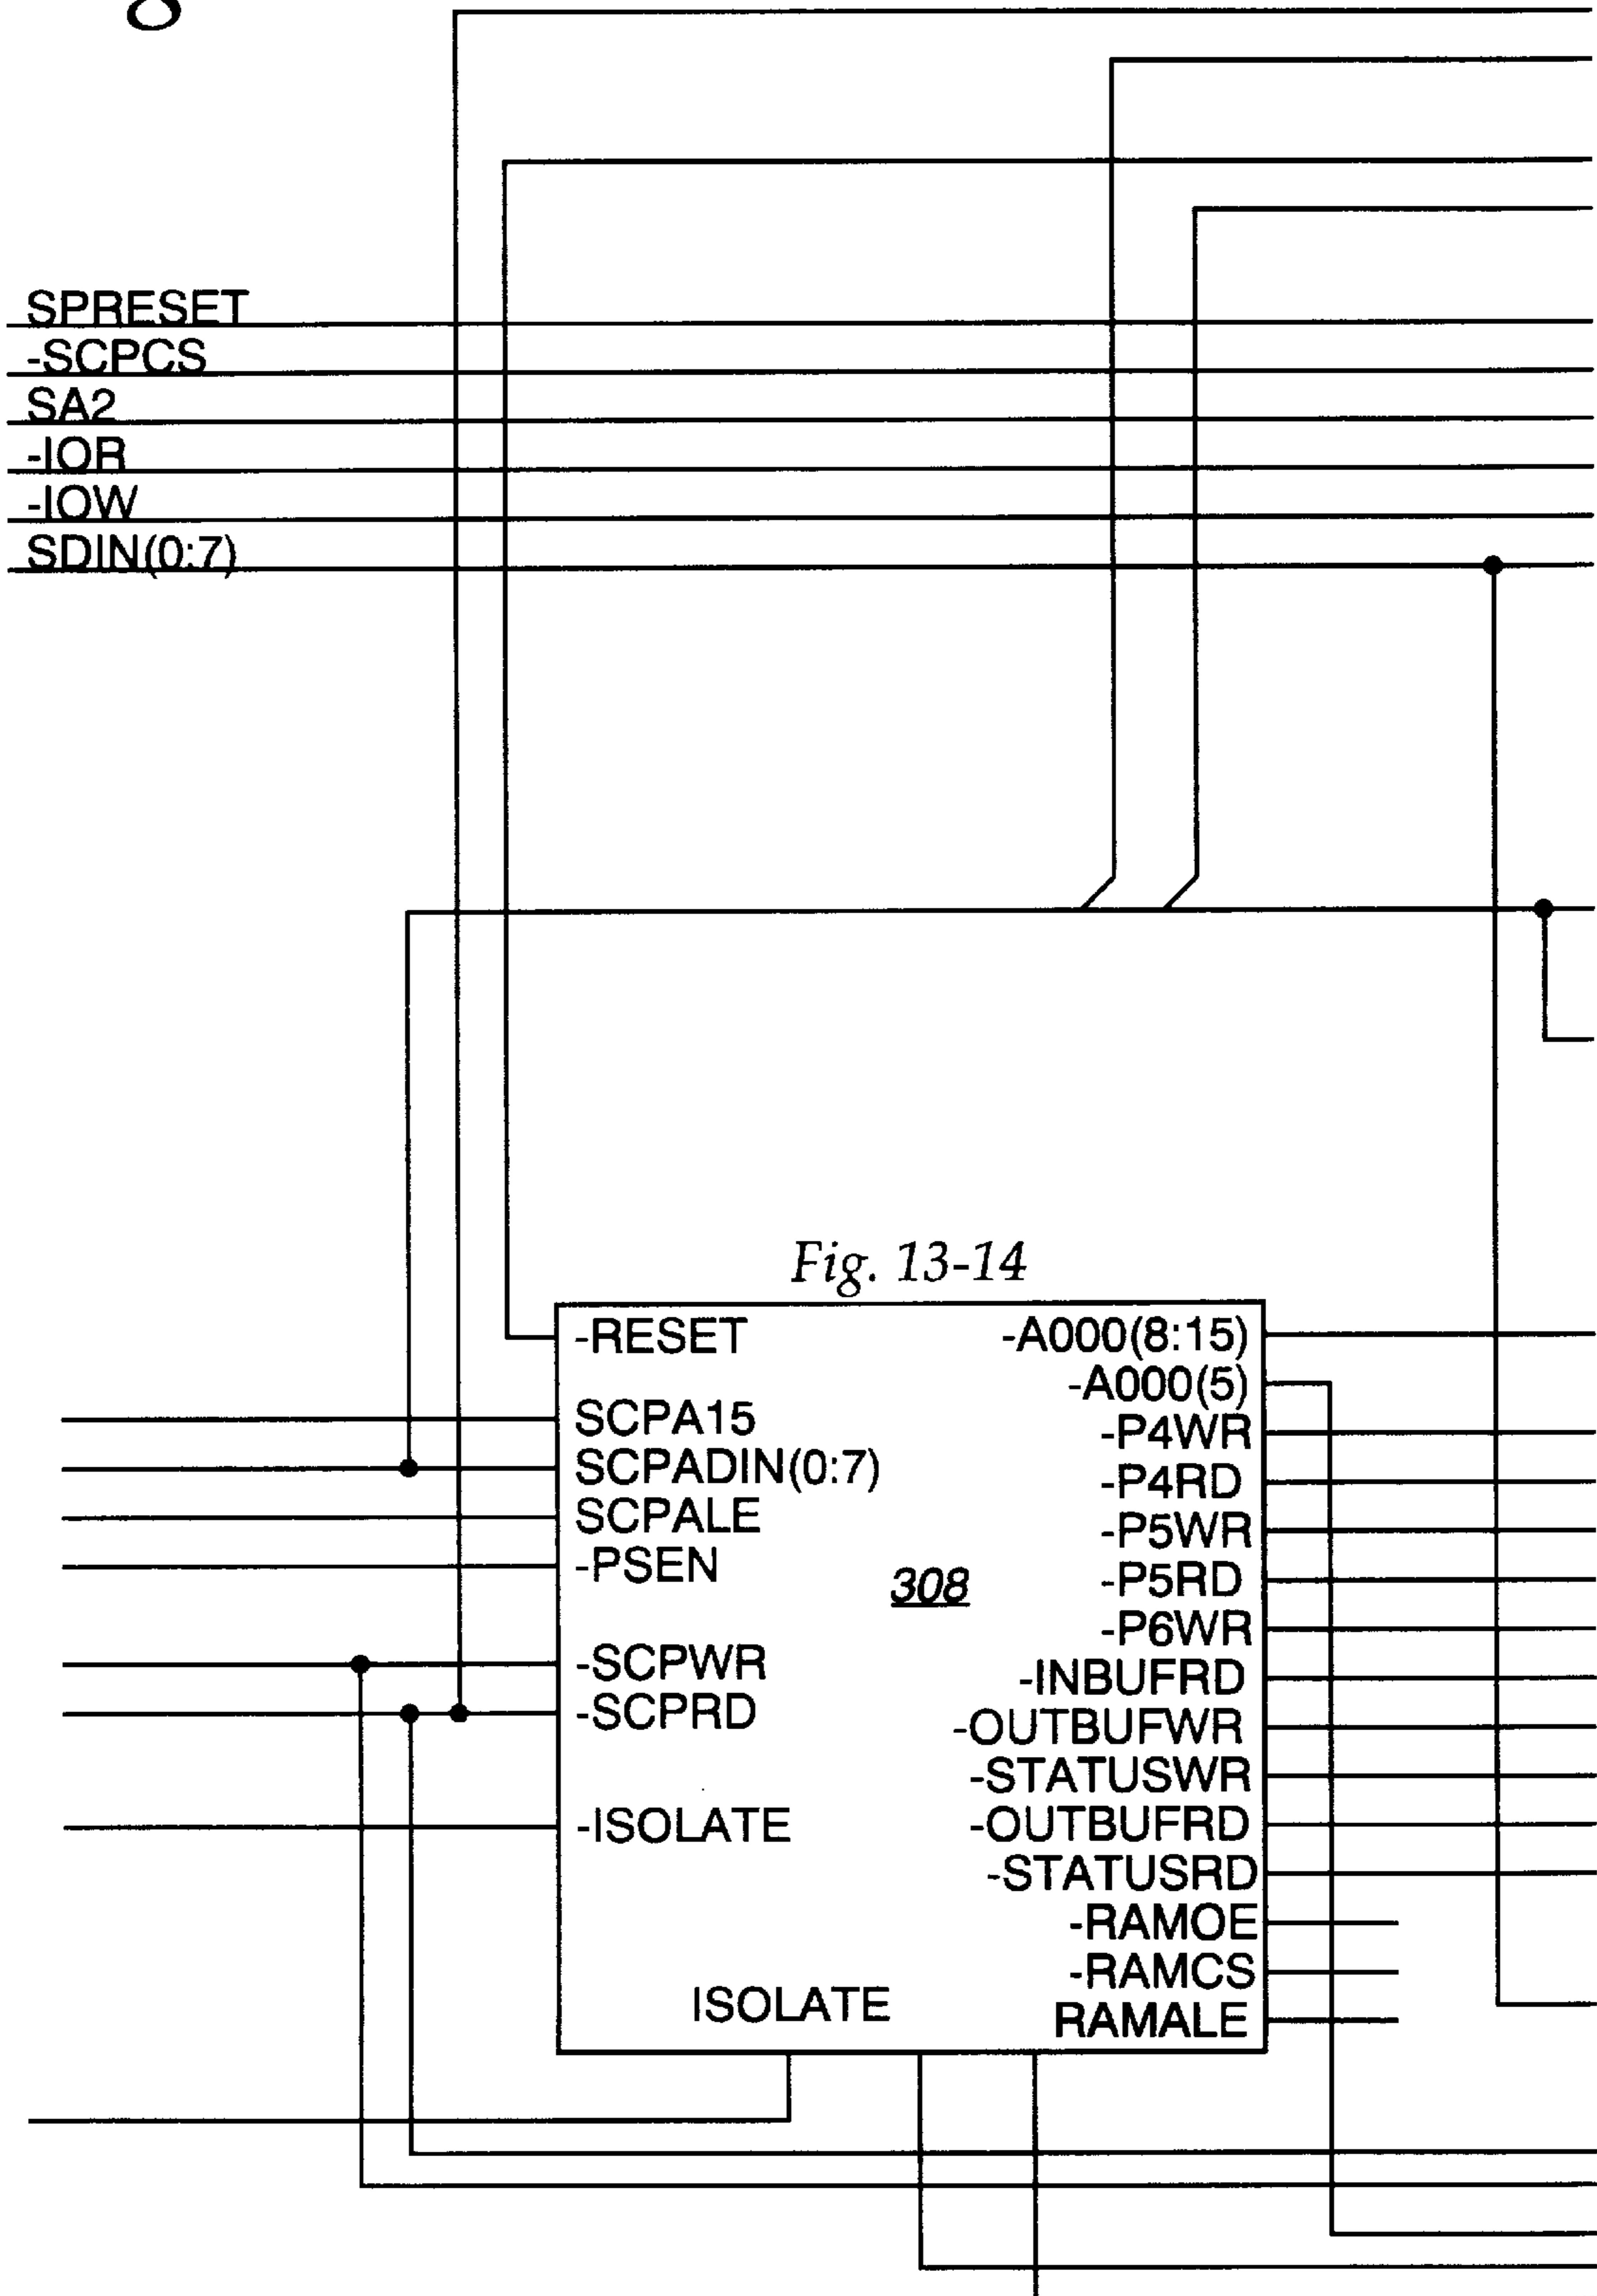 SPRESET
-SCPCS
SA2
-IOR
-IOW
SDIN(0:7)
Fig. 13-14
-RESET
-A000(8:15)
-A000(5)
SCPA15
-P4WR
SCPADIN(0:7)
-P4RD
SCPALE
-P5WR
-PSEN
-P5RD
308
-P6WR
-SCPWR
-INBUFRD
-SCPRD
-OUTBUFWR
-STATUSWR
-ISOLATE
-OUTBUFRD
-STATUSRD
-RAMOE
-RAMCS
ISOLATE
RAMALE